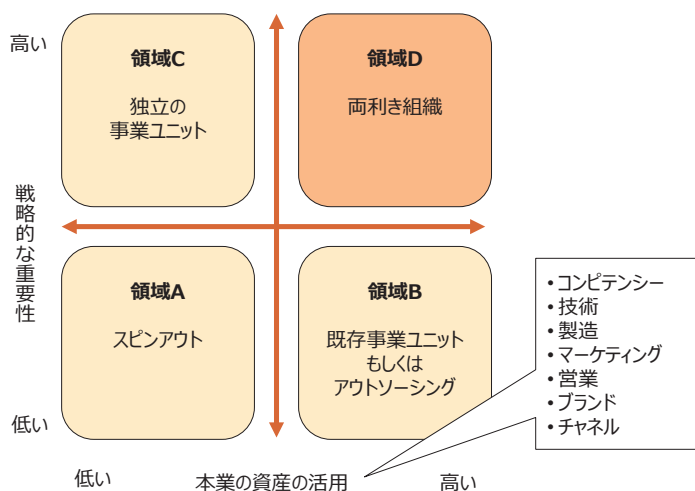 高い
領域C
独立の
事業ユニット
領域D
両利き組織
戦略的な重要性
領域A
スピンアウト
領域B
既存事業ユニット
もしくは
アウトソーシング
•コンピテンシー
•技術
•製造
•マーケティング
•営業
•ブランド
•チャネル
低い
低い
本業の資産の活用
高い